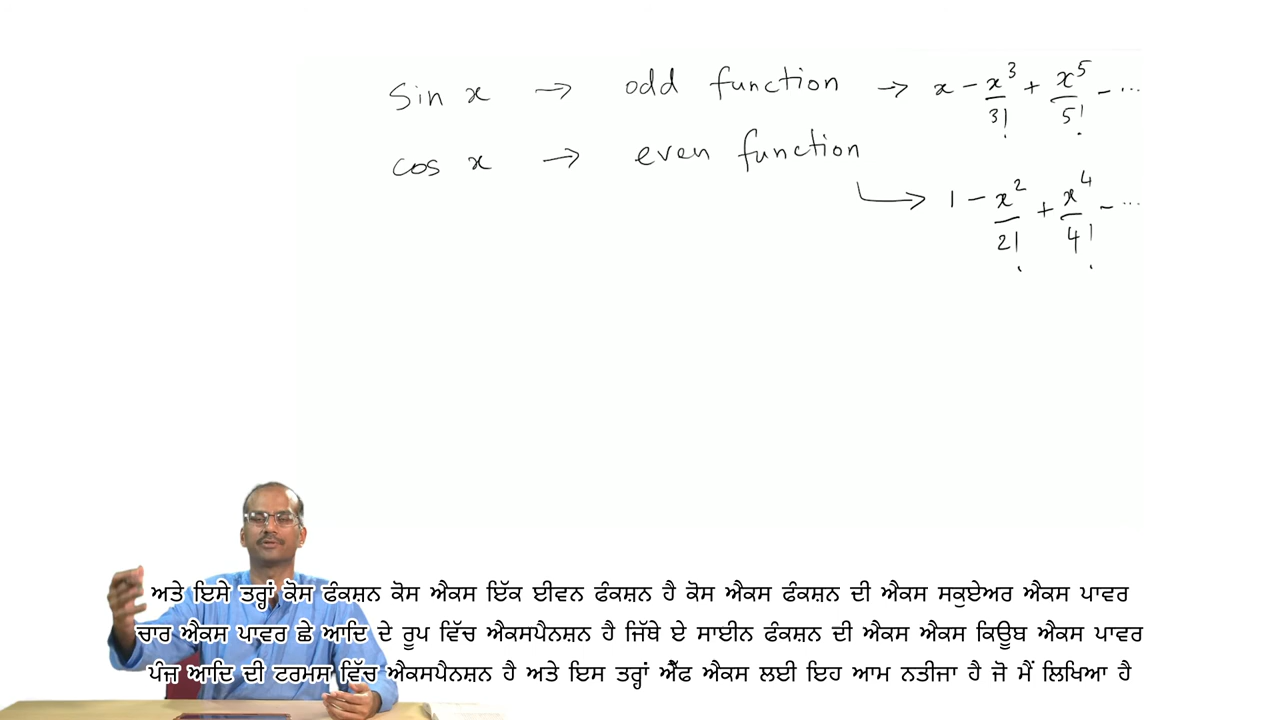 sin x → odd function → x - x³/3! + x⁵/5! - ...
cos x → even function
↳ 1 - x²/2! + x⁴/4! - ...
ਅਤੇ ਇਸੇ ਤਰ੍ਹਾਂ ਕੋਸ ਫੰਕਸ਼ਨ ਕੋਸ ਐਕਸ ਇੱਕ ਈਵਨ ਫੰਕਸ਼ਨ ਹੈ ਕੋਸ ਐਕਸ ਫੰਕਸ਼ਨ ਦੀ ਐਕਸ ਸਕੁਏਅਰ ਐਕਸ ਪਾਵਰ
ਚਾਰ ਐਕਸ ਪਾਵਰ ਛੇ ਆਦਿ ਦੇ ਰੂਪ ਵਿੱਚ ਐਕਸਪੈਨਸ਼ਨ ਹੈ ਜਿੱਥੇ ਏ ਸਾਈਨ ਫੰਕਸ਼ਨ ਦੀ ਐਕਸ ਐਕਸ ਕਿਊਬ ਐਕਸ ਪਾਵਰ
ਪੰਜ ਆਦਿ ਦੀ ਟਰਮਸ ਵਿੱਚ ਐਕਸਪੈਨਸ਼ਨ ਹੈ ਅਤੇ ਇਸ ਤਰ੍ਹਾਂ ਐੱਫ ਐਕਸ ਲਈ ਇਹ ਆਮ ਨਤੀਜਾ ਹੈ ਜੋ ਮੈਂ ਲਿਖਿਆ ਹੈ